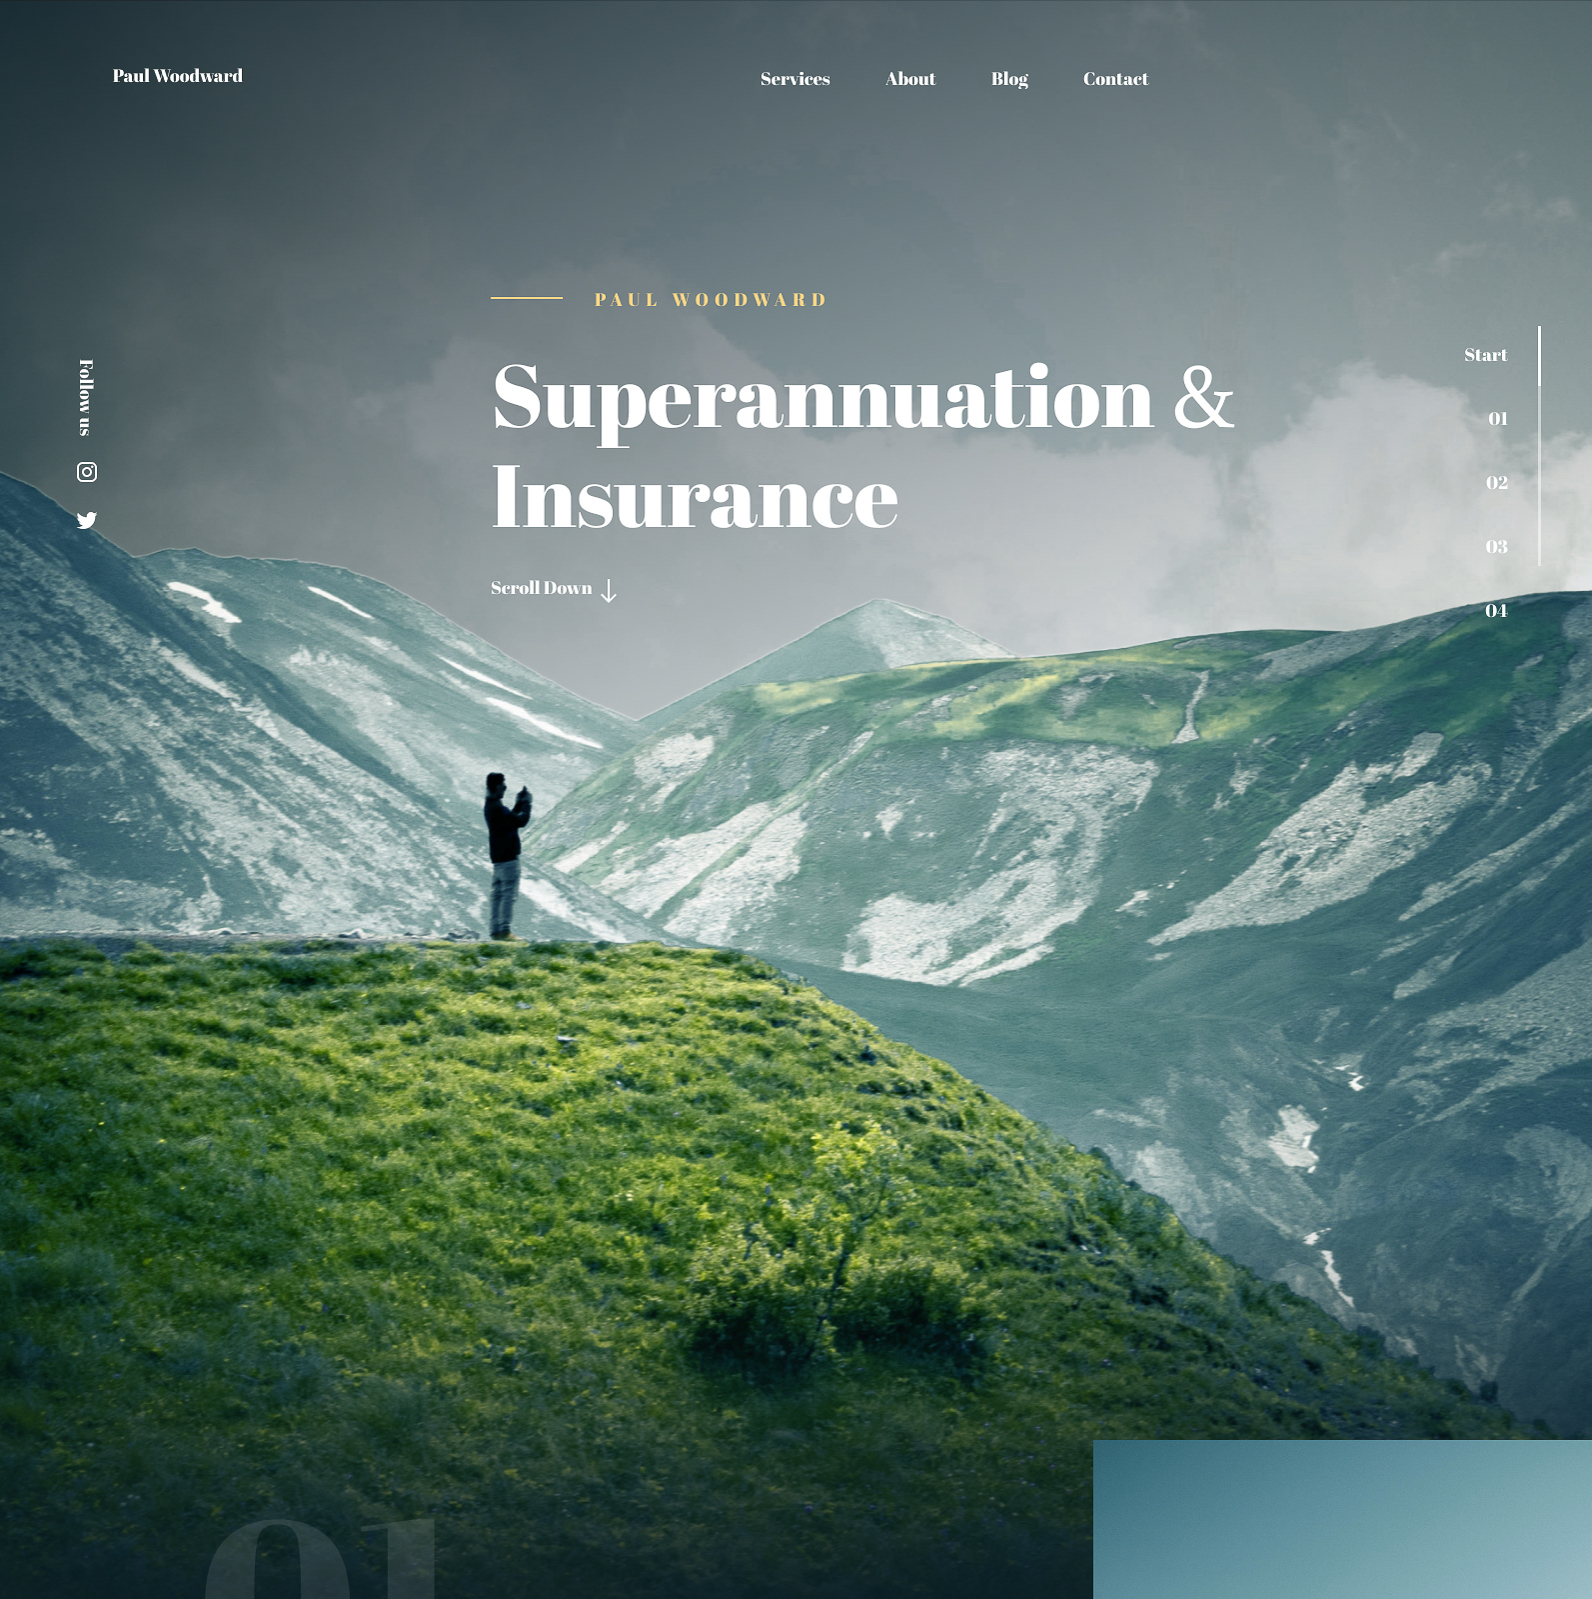 Paul Woodward
Services
About
Blog
Contact
PAUL WOODWARD
Superannuation &
Insurance
Scroll Down
Follow us
Start
01
02
03
04
01